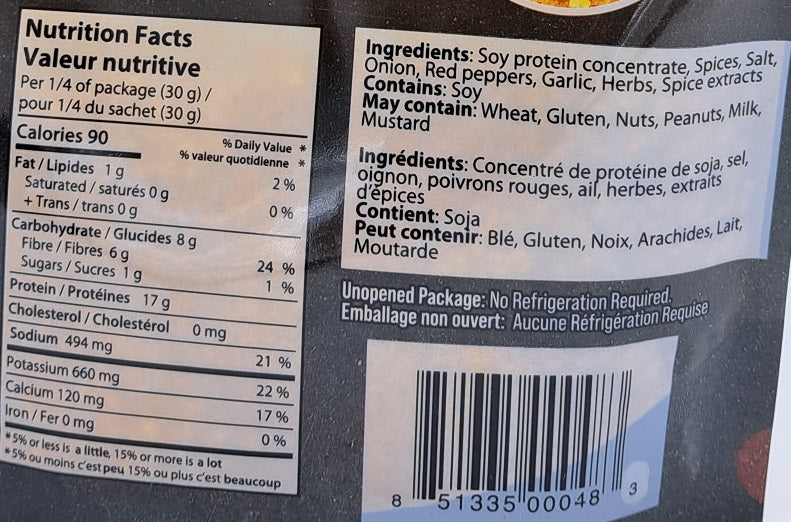 Nutrition Facts
Valeur nutritive
Per 1/4 of package (30 g) /
pour 1/4 du sachet (30 g)
Calories 90
% Daily Value *
% valeur quotidienne *
Fat / Lipides 1 g 2 %
Saturated / saturés 0 g
+ Trans / trans 0 g 0 %
Carbohydrate / Glucides 8 g
Fibre / Fibres 6 g 24 %
Sugars / Sucres 1 g 1 %
Protein / Protéines 17 g
Cholesterol / Cholestérol 0 mg
Sodium 494 mg 21 %
Potassium 660 mg 22 %
Calcium 120 mg 17 %
Iron / Fer 0 mg 0 %
*5% or less is a little, 15% or more is a lot
*5% ou moins c'est peu 15% ou plus c'est beaucoup
Ingredients: Soy protein concentrate, Spices, Salt,
Onion, Red peppers, Garlic, Herbs, Spice extracts
Contains: Soy
May contain: Wheat, Gluten, Nuts, Peanuts, Milk,
Mustard
Ingrédients: Concentré de protéine de soja, sel,
oignon, poivrons rouges, ail, herbes, extraits
d'épices
Contient: Soja
Peut contenir: Blé, Gluten, Noix, Arachides, Lait,
Moutarde
Unopened Package: No Refrigeration Required.
Emballage non ouvert: Aucune Réfrigération Requise
8 51335 00048 3